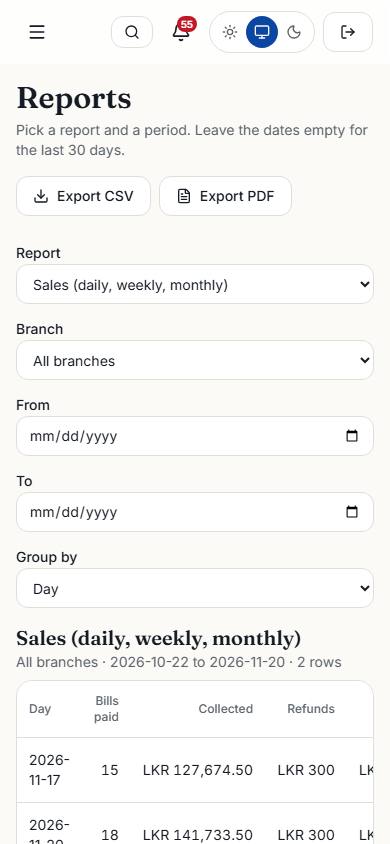 55
Reports
Pick a report and a period. Leave the dates empty for
the last 30 days.
Export CSV
Export PDF
Report
Sales (daily, weekly, monthly)
Branch
All branches
From
mm/dd/yyyy
To
mm/dd/yyyy
Group by
Day
Sales (daily, weekly, monthly)
All branches · 2026-10-22 to 2026-11-20 · 2 rows
Day Bills paid Collected Refunds
2026-11-17 15 LKR 127,674.50 LKR 300
18 LKR 141,733.50 LKR 300